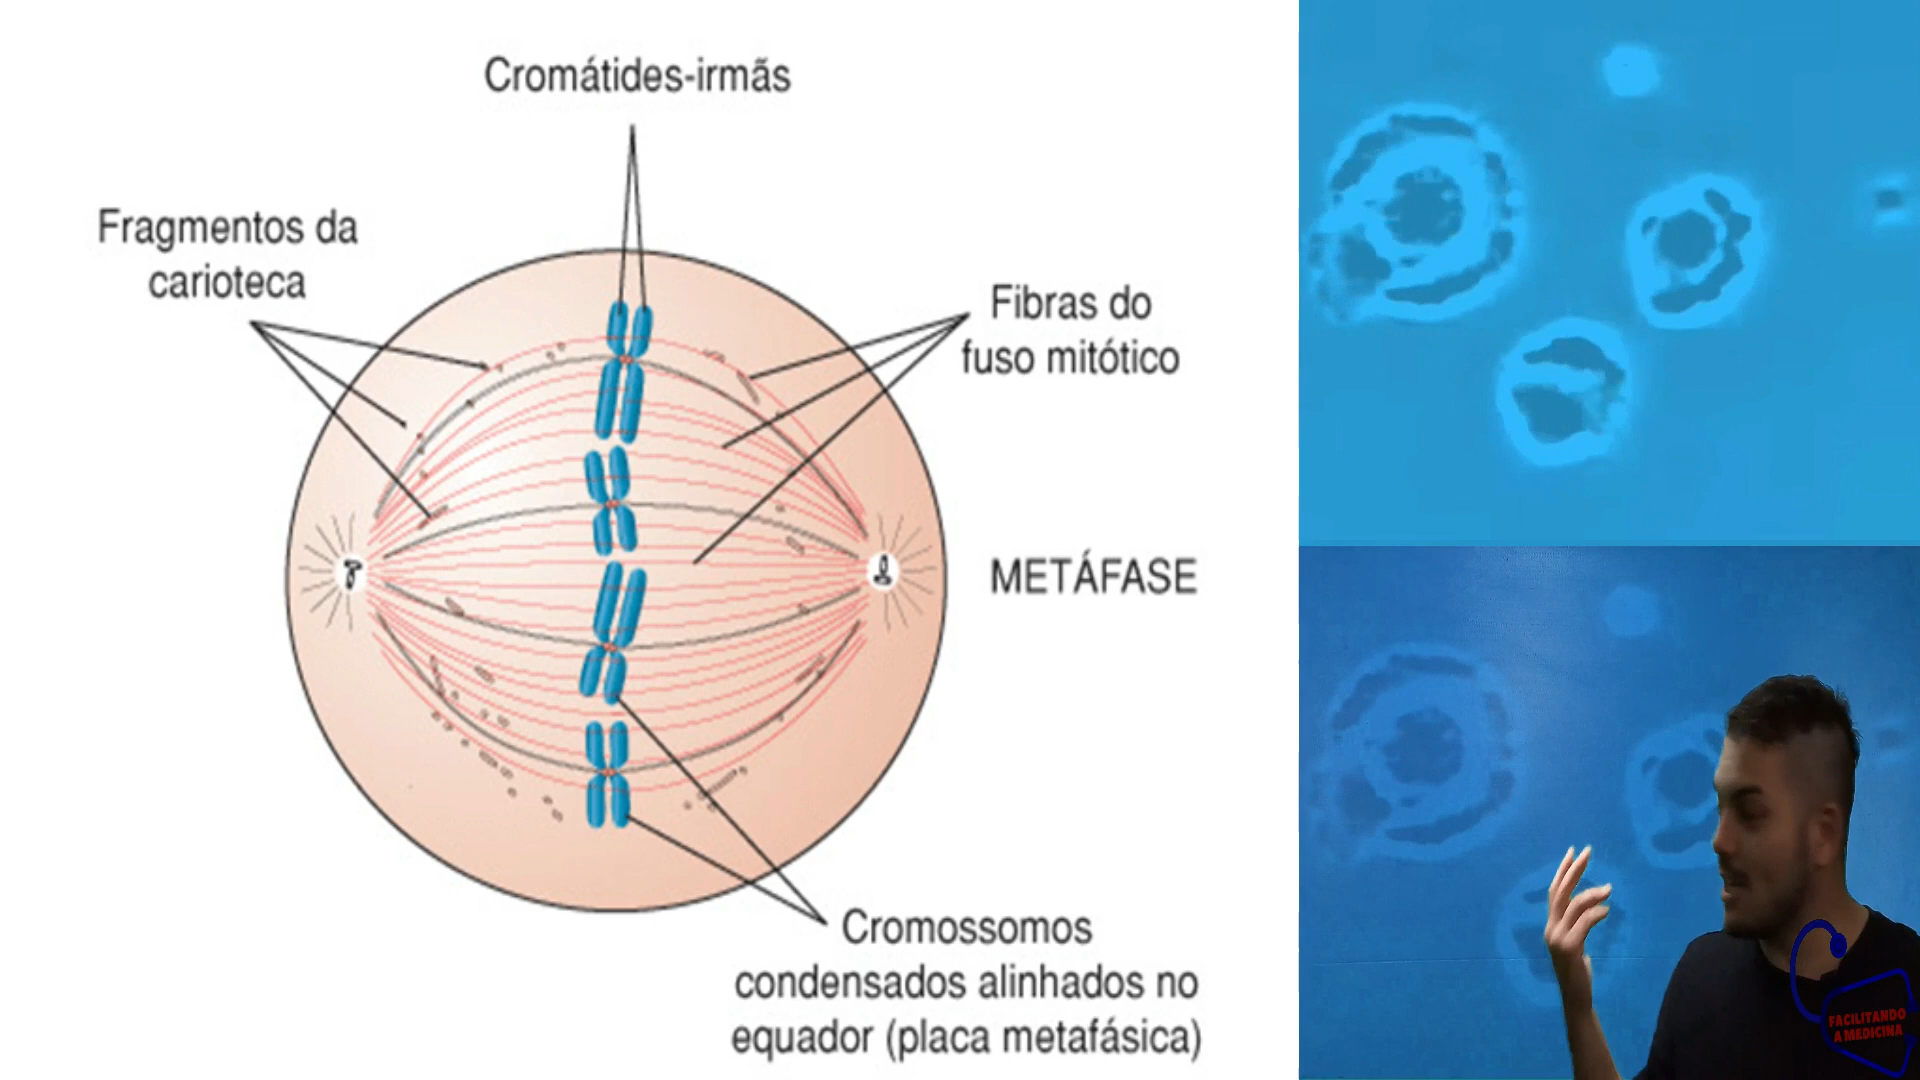 Cromátides-irmãs
Fragmentos da
carioteca
Fibras do
fuso mitótico
METÁFASE
Cromossomos
condensados alinhados no
equador (placa metafásica)
FACILITANDO
A MEDICINA